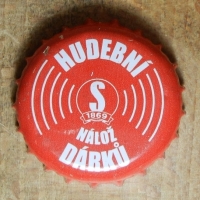 HUDEBNÍ
S
1869
NÁLOŽ
DÁRKŮ